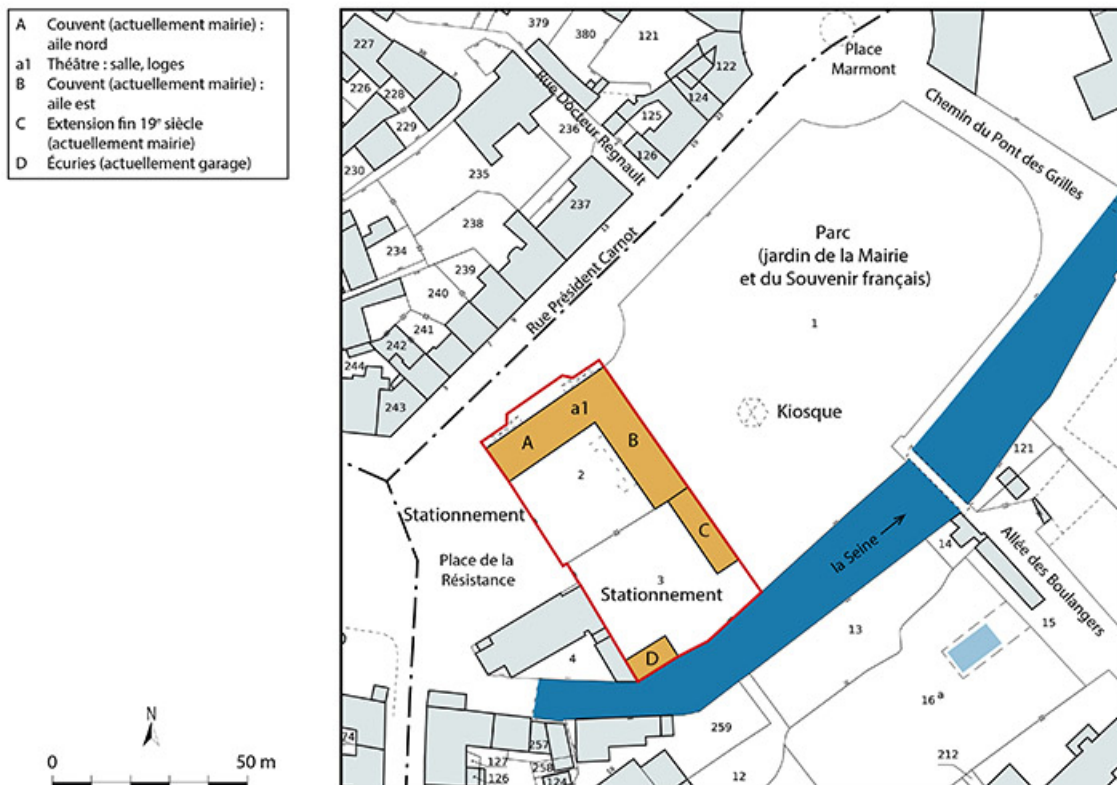 A Couvent (actuellement mairie) :
aile nord
a1 Théâtre : salle, loges
B Couvent (actuellement mairie) :
aile est
C Extension fin 19e siècle
(actuellement mairie)
D Écuries (actuellement garage)
N
0 50 m
379
380
121
227
226
228
229
230
122
124
125
126
236
235
Rue Docteur Regnault
Place
Marmont
Chemin du Pont des Grilles
237
238
234
239
240
241
242
244
243
Rue Président Carnot
Parc
(jardin de la Mairie
et du Souvenir français)
1
Kiosque
A
a1
B
2
C
Stationnement
Place de la
Résistance
3
Stationnement
4
D
la Seine
121
14
Allée des Boulangers
15
13
16a
212
259
12
257
258
127
126
124
24